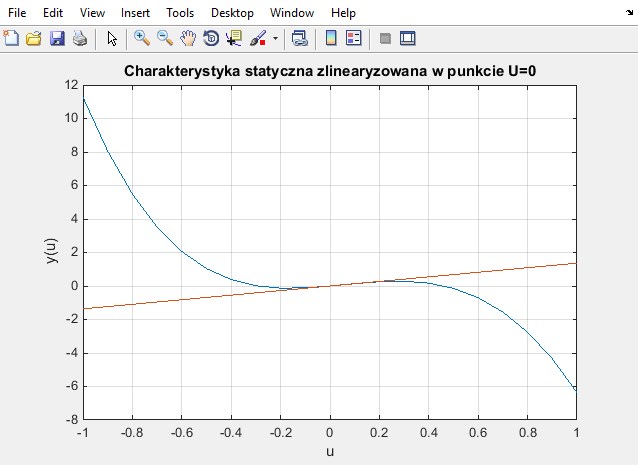 File Edit View Insert Tools Desktop Window Help
Charakterystyka statyczna zlinearyzowana w punkcie U=0
12
10
8
6
4
2
0
-2
-4
-6
-8
y(u)
-1 -0.8 -0.6 -0.4 -0.2 0 0.2 0.4 0.6 0.8 1
u